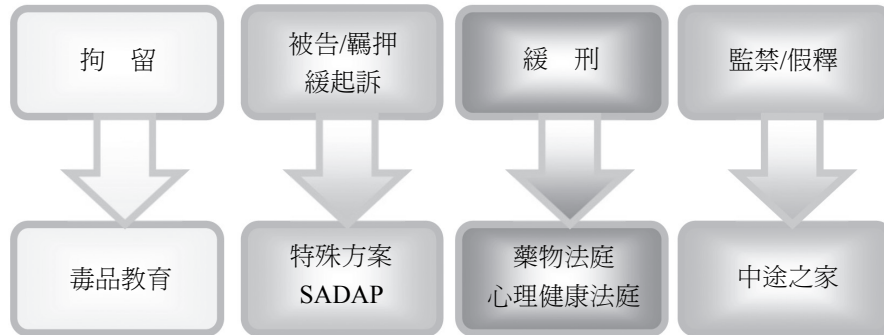 拘　留
被告/羈押
緩起訴
緩　刑
監禁/假釋
毒品教育
特殊方案
SADAP
藥物法庭
心理健康法庭
中途之家